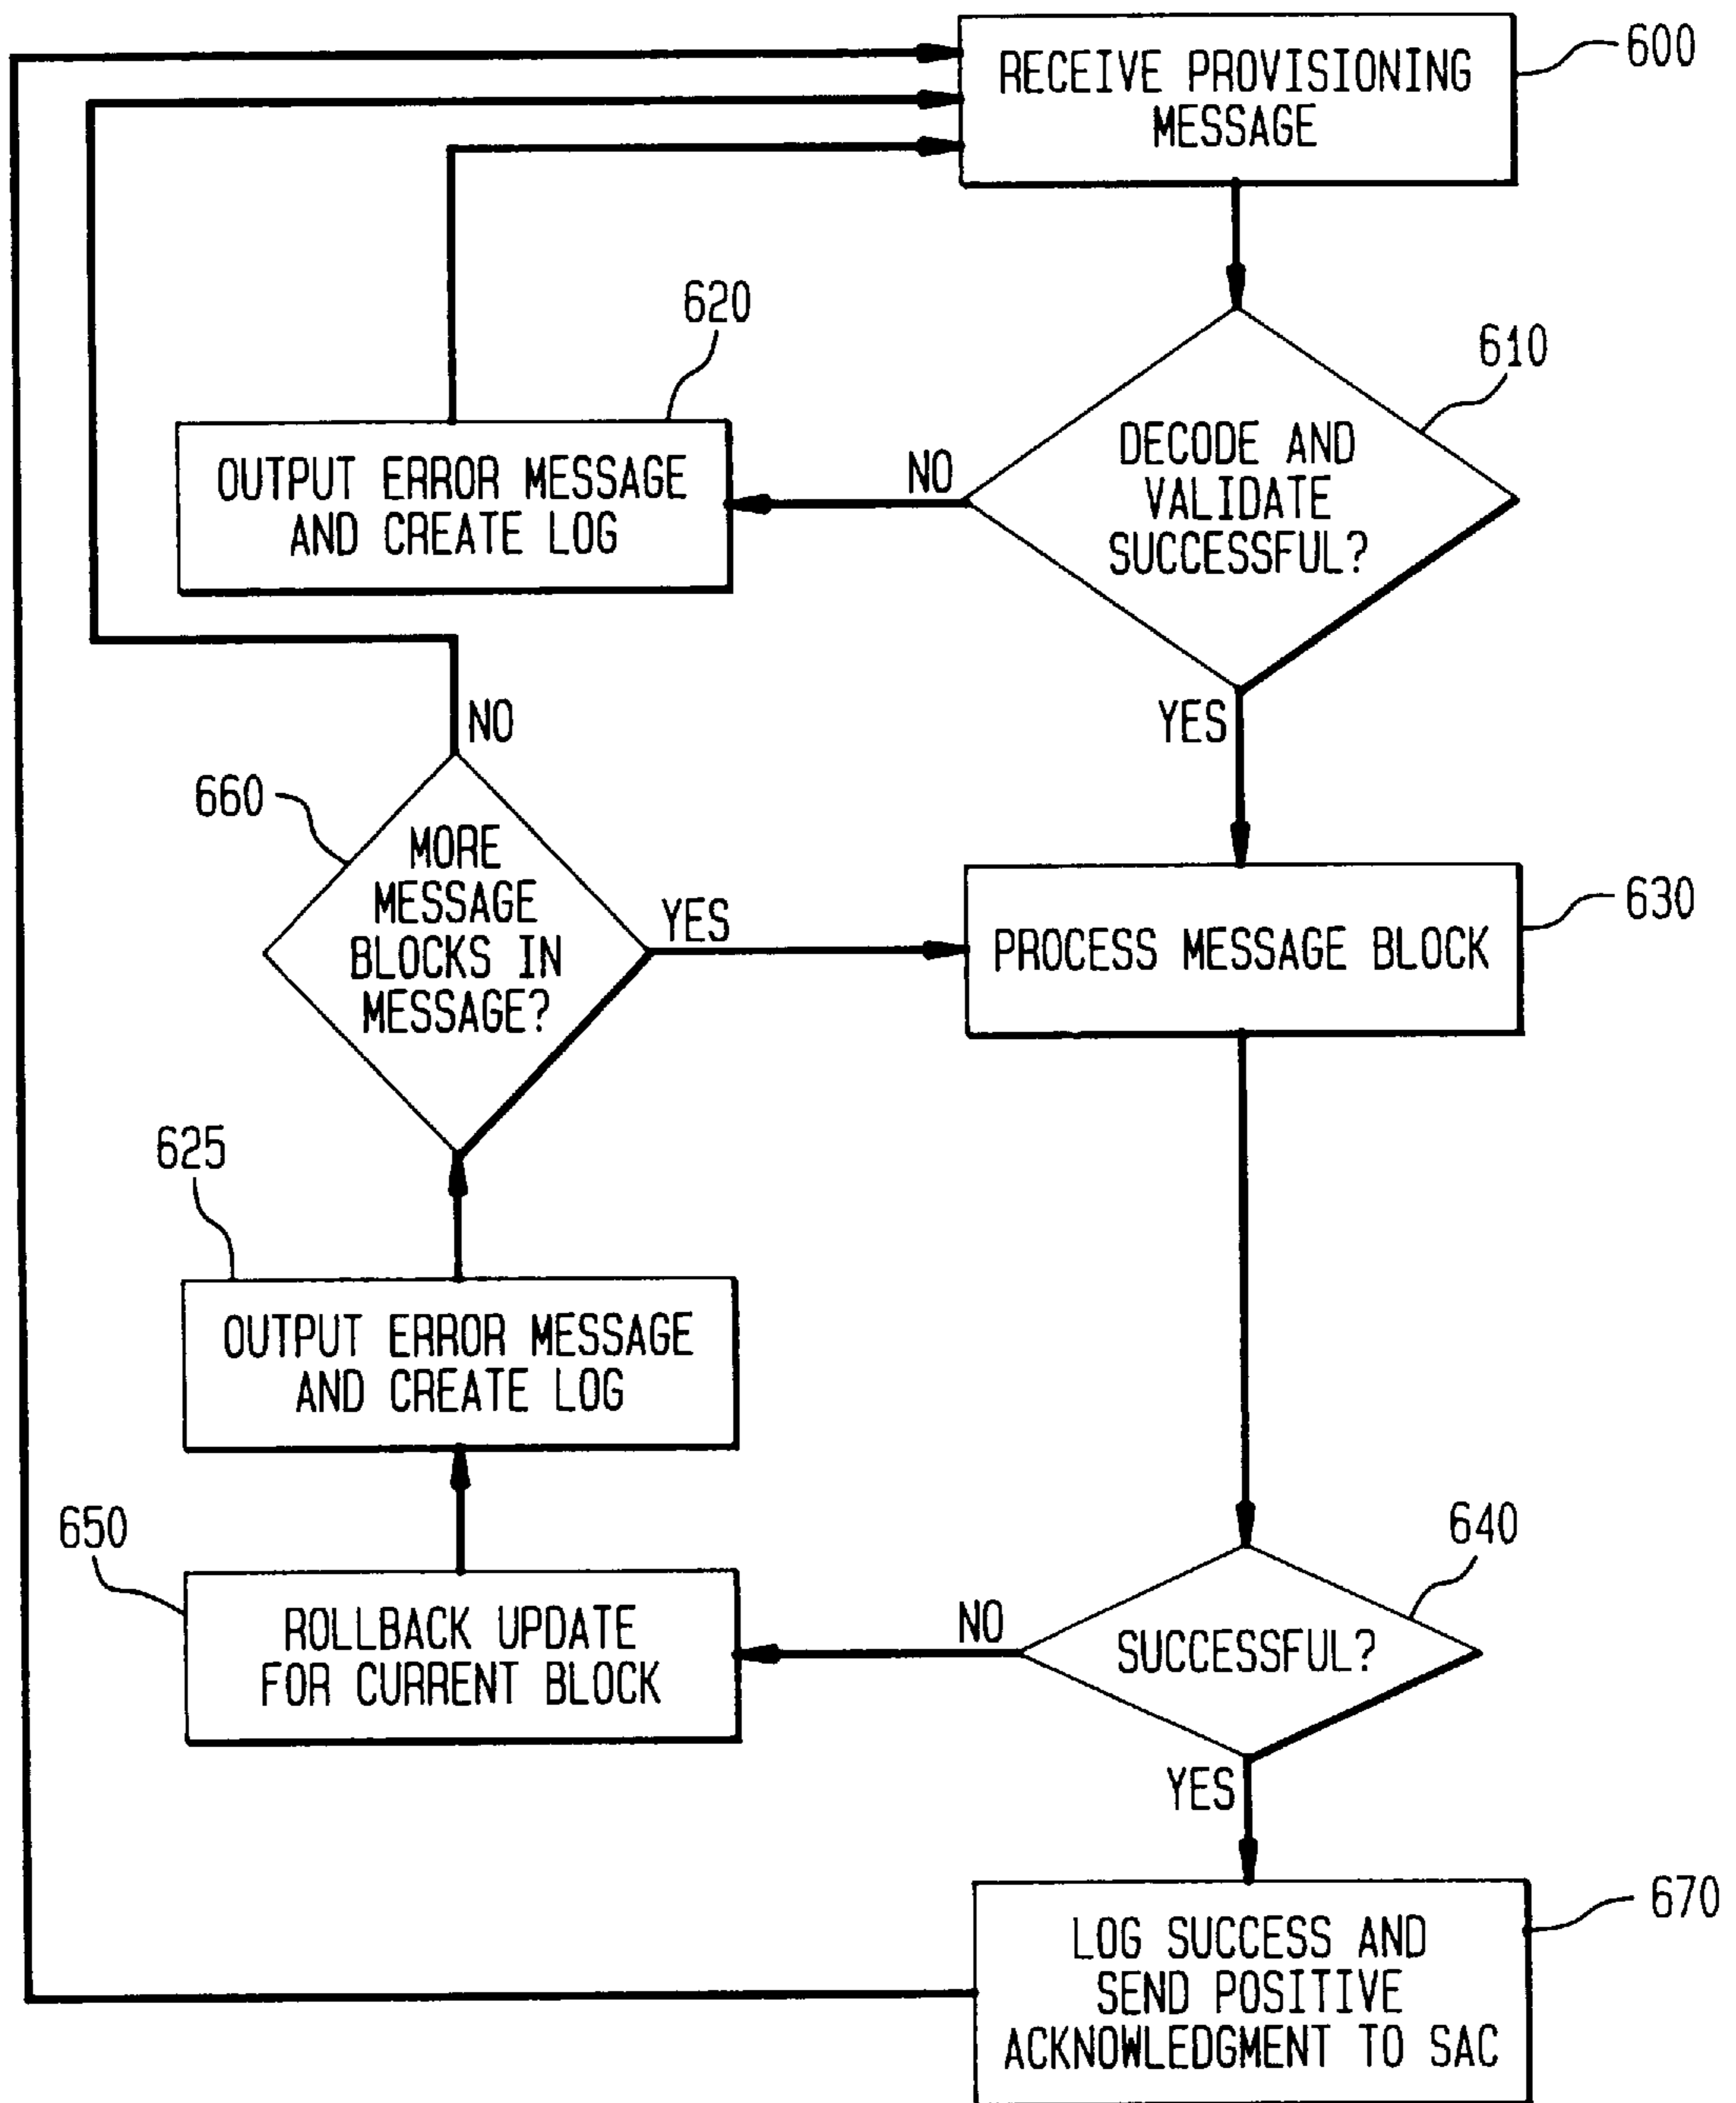 RECEIVE PROVISIONING
MESSAGE
600
620
610
DECODE AND
VALIDATE
SUCCESSFUL?
NO
OUTPUT ERROR MESSAGE
AND CREATE LOG
YES
NO
660
MORE
MESSAGE
BLOCKS IN
MESSAGE?
YES
630
PROCESS MESSAGE BLOCK
625
OUTPUT ERROR MESSAGE
AND CREATE LOG
650
640
ROLLBACK UPDATE
FOR CURRENT BLOCK
NO
SUCCESSFUL?
YES
670
LOG SUCCESS AND
SEND POSITIVE
ACKNOWLEDGMENT TO SAC